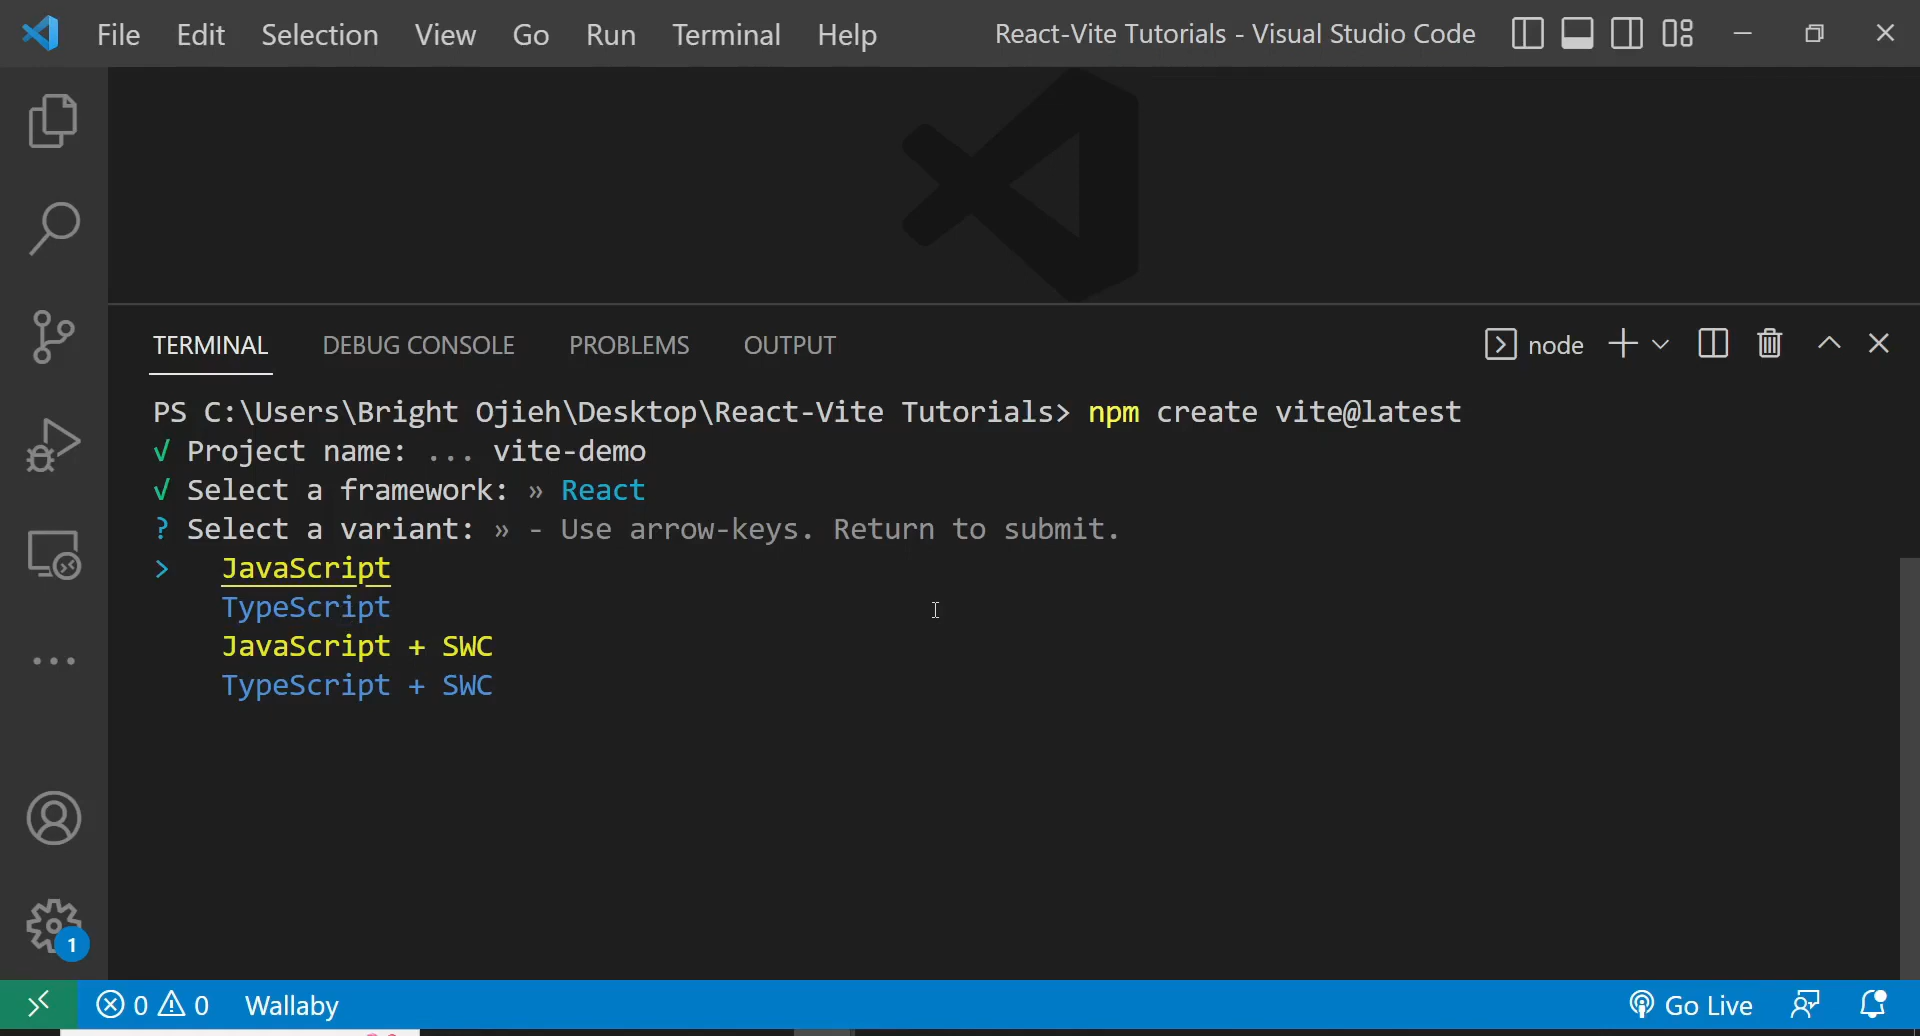 File Edit Selection View Go Run Terminal Help React-Vite Tutorials - Visual Studio Code
TERMINAL DEBUG CONSOLE PROBLEMS OUTPUT node
PS C:\Users\Bright Ojieh\Desktop\React-Vite Tutorials> npm create vite@latest
√ Project name: ... vite-demo
√ Select a framework: » React
? Select a variant: » - Use arrow-keys. Return to submit.
> JavaScript
TypeScript
JavaScript + SWC
TypeScript + SWC
1
0 0 Wallaby Go Live